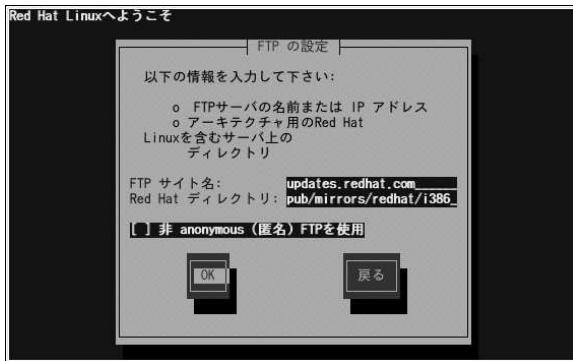 Red Hat Linuxへようこそ
FTP の設定
以下の情報を入力して下さい:
o FTPサーバの名前または IP アドレス
o アーキテクチャ用のRed Hat
Linuxを含むサーバ上の
ディレクトリ
FTP サイト名: updates.redhat.com______
Red Hat ディレクトリ: pub/mirrors/redhat/i386_
[ ] 非 anonymous (匿名) FTPを使用
OK 戻る